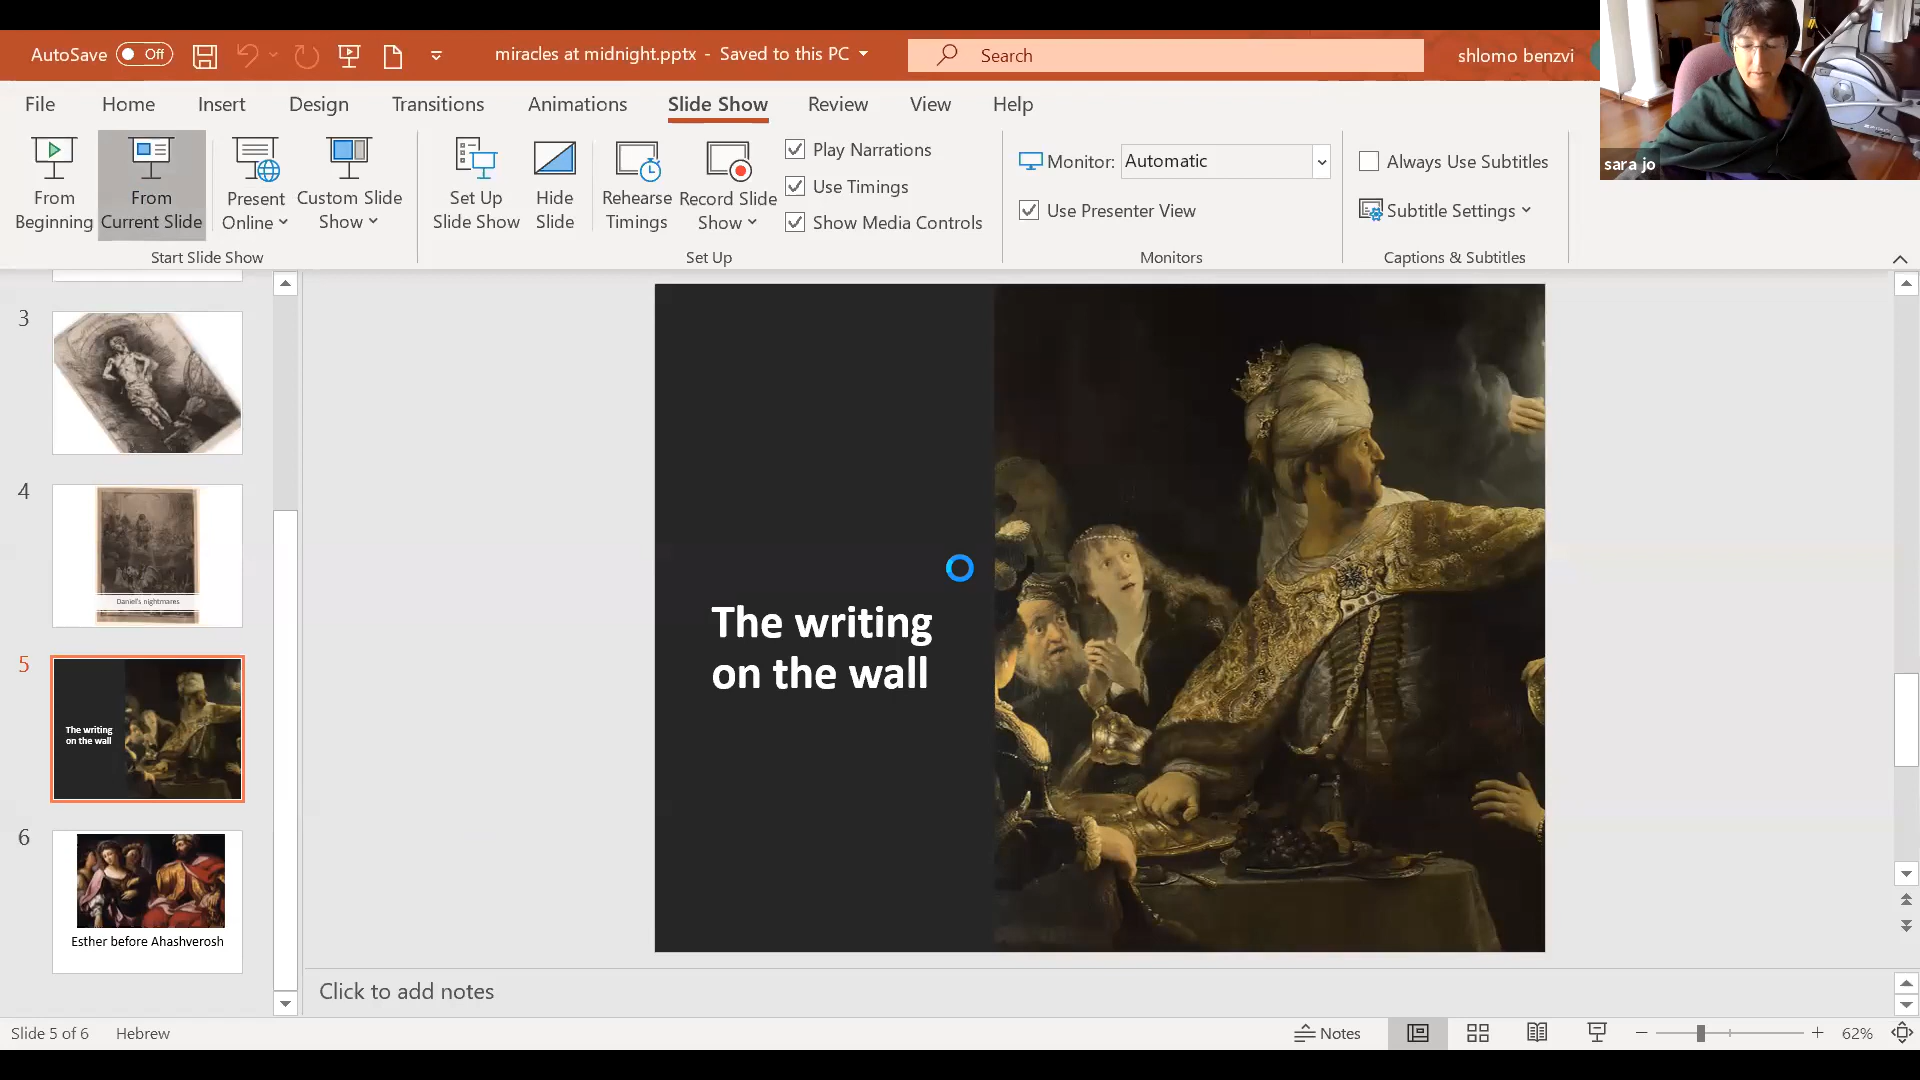 AutoSave Off miracles at midnight.pptx - Saved to this PC Search shlomo benzvi
File Home Insert Design Transitions Animations Slide Show Review View Help
sara jo
From Beginning
From Current Slide
Present Online
Custom Slide Show
Set Up Slide Show
Hide Slide
Rehearse Timings
Record Slide Show
Play Narrations
Use Timings
Show Media Controls
Monitor: Automatic
Use Presenter View
Always Use Subtitles
Subtitle Settings
Start Slide Show Set Up Monitors Captions & Subtitles
3
4
Daniel's nightmares
5
The writing
on the wall
6
Esther before Ahashverosh
The writing
on the wall
Click to add notes
Slide 5 of 6 Hebrew Notes 62%